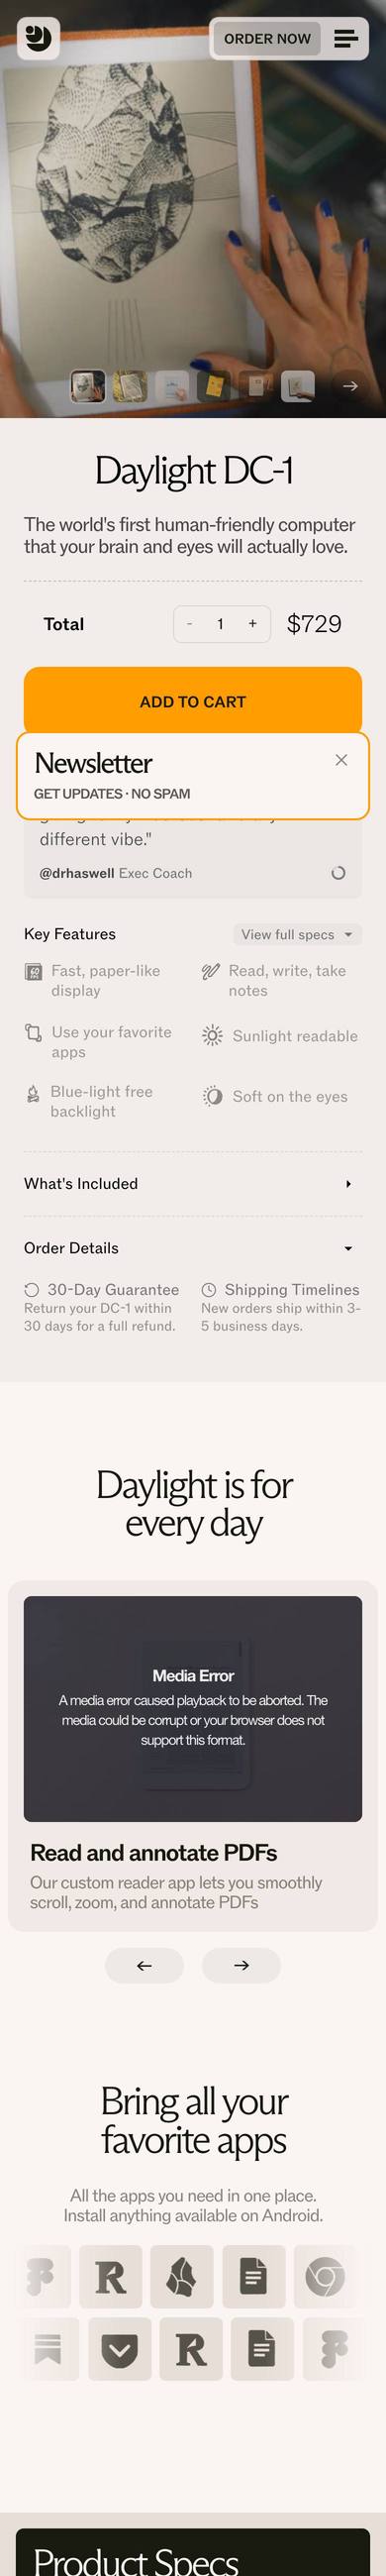 ORDER NOW
Daylight DC-1
The world's first human-friendly computer
that your brain and eyes will actually love.
Total
- 1 +
$729
ADD TO CART
Newsletter
GET UPDATES · NO SPAM
different vibe."
@drhaswell Exec Coach
Key Features
View full specs
Fast, paper-like
display
Read, write, take
notes
Use your favorite
apps
Sunlight readable
Blue-light free
backlight
Soft on the eyes
What's Included
Order Details
30-Day Guarantee
Return your DC-1 within
30 days for a full refund.
Shipping Timelines
New orders ship within 3-
5 business days.
Daylight is for
every day
Media Error
A media error caused playback to be aborted. The
media could be corrupt or your browser does not
support this format.
Read and annotate PDFs
Our custom reader app lets you smoothly
scroll, zoom, and annotate PDFs
Bring all your
favorite apps
All the apps you need in one place.
Install anything available on Android.
R
R
Product Specs